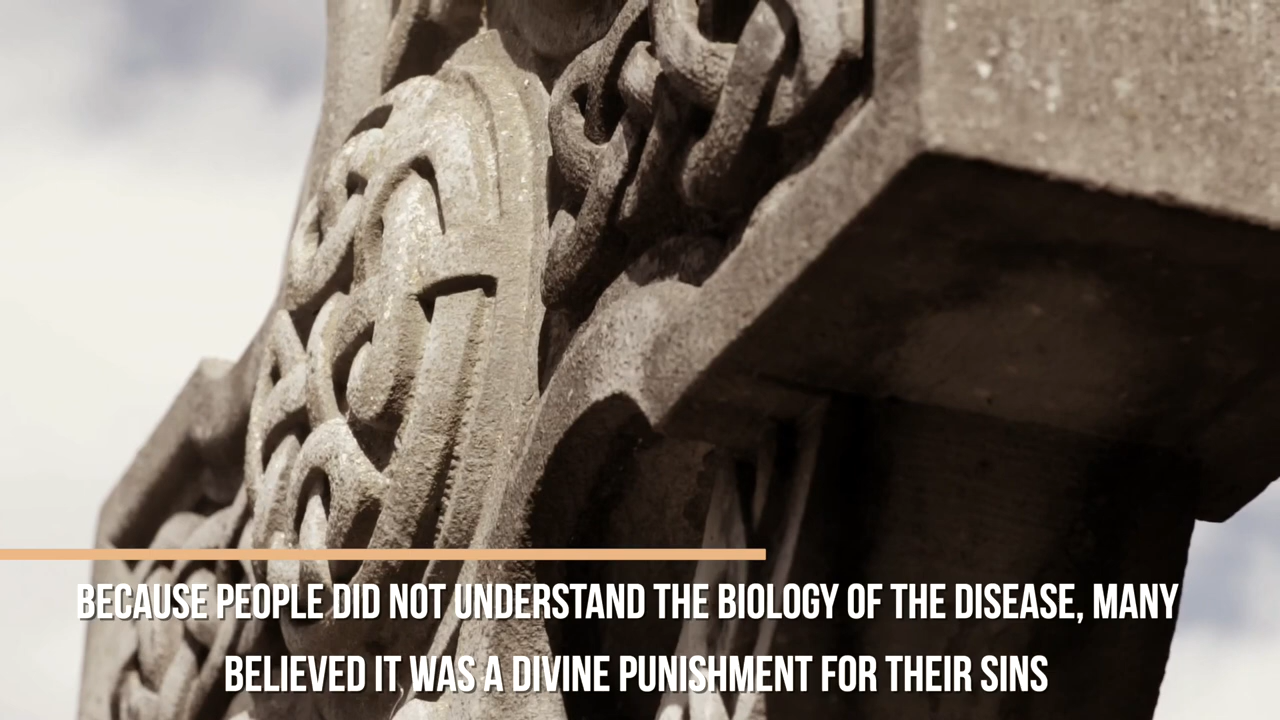 BECAUSE PEOPLE DID NOT UNDERSTAND THE BIOLOGY OF THE DISEASE, MANY
BELIEVED IT WAS A DIVINE PUNISHMENT FOR THEIR SINS